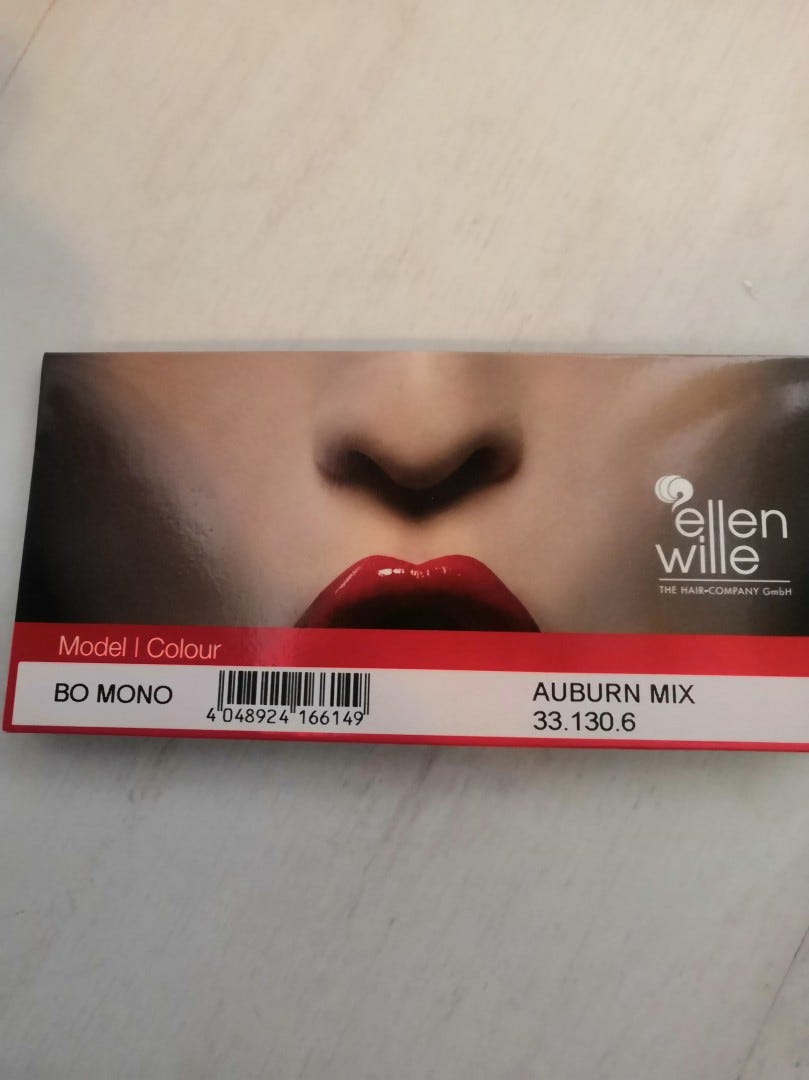 ellen
wille
THE HAIR-COMPANY GmbH
Model | Colour
BO MONO
4 048924 166149
AUBURN MIX
33.130.6